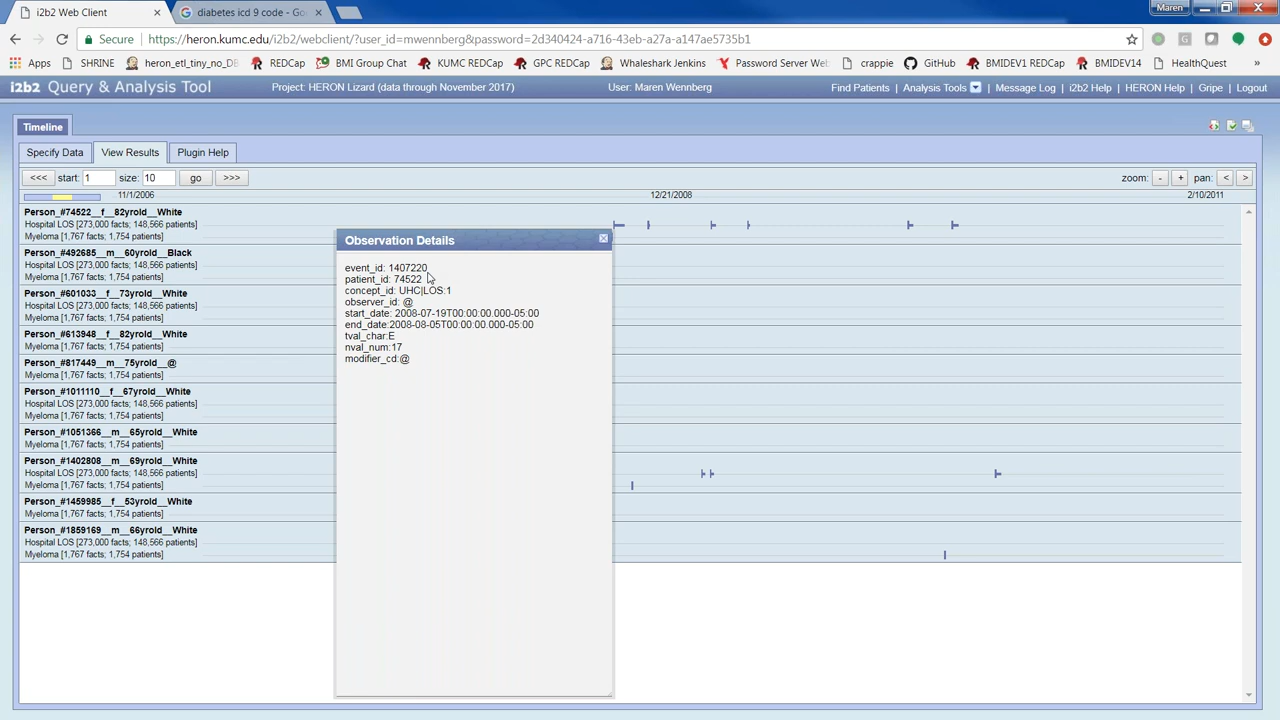 i2b2 Web Client
diabetes icd 9 code - Go
Maren
Secure https://heron.kumc.edu/i2b2/webclient/?user_id=mwennberg&password=2d340424-a716-43eb-a27a-a147ae5735b1
Apps SHRINE heron_etl_tiny_no_DE REDCap BMI Group Chat KUMC REDCap GPC REDCap Whaleshark Jenkins Password Server Web crappie GitHub BMIDEV1 REDCap BMIDEV14 HealthQuest »
i2b2 Query & Analysis Tool Project: HERON Lizard (data through November 2017) User: Maren Wennberg Find Patients | Analysis Tools | Message Log | i2b2 Help | HERON Help | Gripe | Logout
Timeline
Specify Data View Results Plugin Help
<<< start: 1 size: 10 go >>> zoom: - + pan: < >
11/1/2006 12/21/2008 2/10/2011
Person_#74522__f__82yrold__White
Hospital LOS [273,000 facts; 148,566 patients]
Myeloma [1,767 facts; 1,754 patients]
Person_#492685__m__60yrold__Black
Hospital LOS [273,000 facts; 148,566 patients]
Myeloma [1,767 facts; 1,754 patients]
Person_#601033__f__73yrold__White
Hospital LOS [273,000 facts; 148,566 patients]
Myeloma [1,767 facts; 1,754 patients]
Person_#613948__f__82yrold__White
Myeloma [1,767 facts; 1,754 patients]
Person_#817449__m__75yrold__@
Hospital LOS [273,000 facts; 148,566 patients]
Myeloma [1,767 facts; 1,754 patients]
Person_#1011110__f__67yrold__White
Hospital LOS [273,000 facts; 148,566 patients]
Myeloma [1,767 facts; 1,754 patients]
Person_#1051366__m__65yrold__White
Myeloma [1,767 facts; 1,754 patients]
Person_#1402808__m__69yrold__White
Hospital LOS [273,000 facts; 148,566 patients]
Myeloma [1,767 facts; 1,754 patients]
Person_#1459985__f__53yrold__White
Myeloma [1,767 facts; 1,754 patients]
Person_#1859169__m__66yrold__White
Hospital LOS [273,000 facts; 148,566 patients]
Myeloma [1,767 facts; 1,754 patients]
Observation Details
event_id: 1407220
patient_id: 74522
concept_id: UHC|LOS:1
observer_id: @
start_date: 2008-07-19T00:00:00.000-05:00
end_date:2008-08-05T00:00:00.000-05:00
tval_char:E
nval_num:17
modifier_cd:@